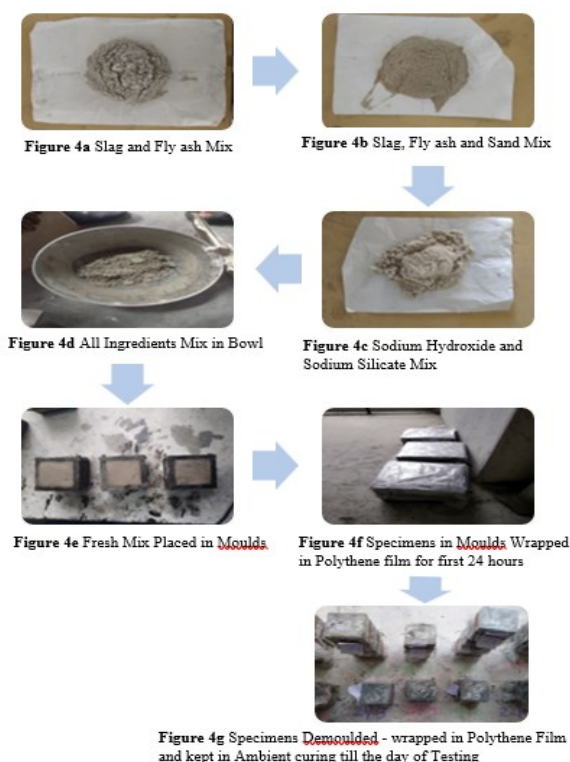 Figure 4a Slag and Fly ash Mix
Figure 4b Slag, Fly ash and Sand Mix
Figure 4c Sodium Hydroxide and
Sodium Silicate Mix
Figure 4d All Ingredients Mix in Bowl
Figure 4e Fresh Mix Placed in Moulds
Figure 4f Specimens in Moulds Wrapped
in Polythene film for first 24 hours
Figure 4g Specimens Demoulded - wrapped in Polythene Film
and kept in Ambient curing till the day of Testing